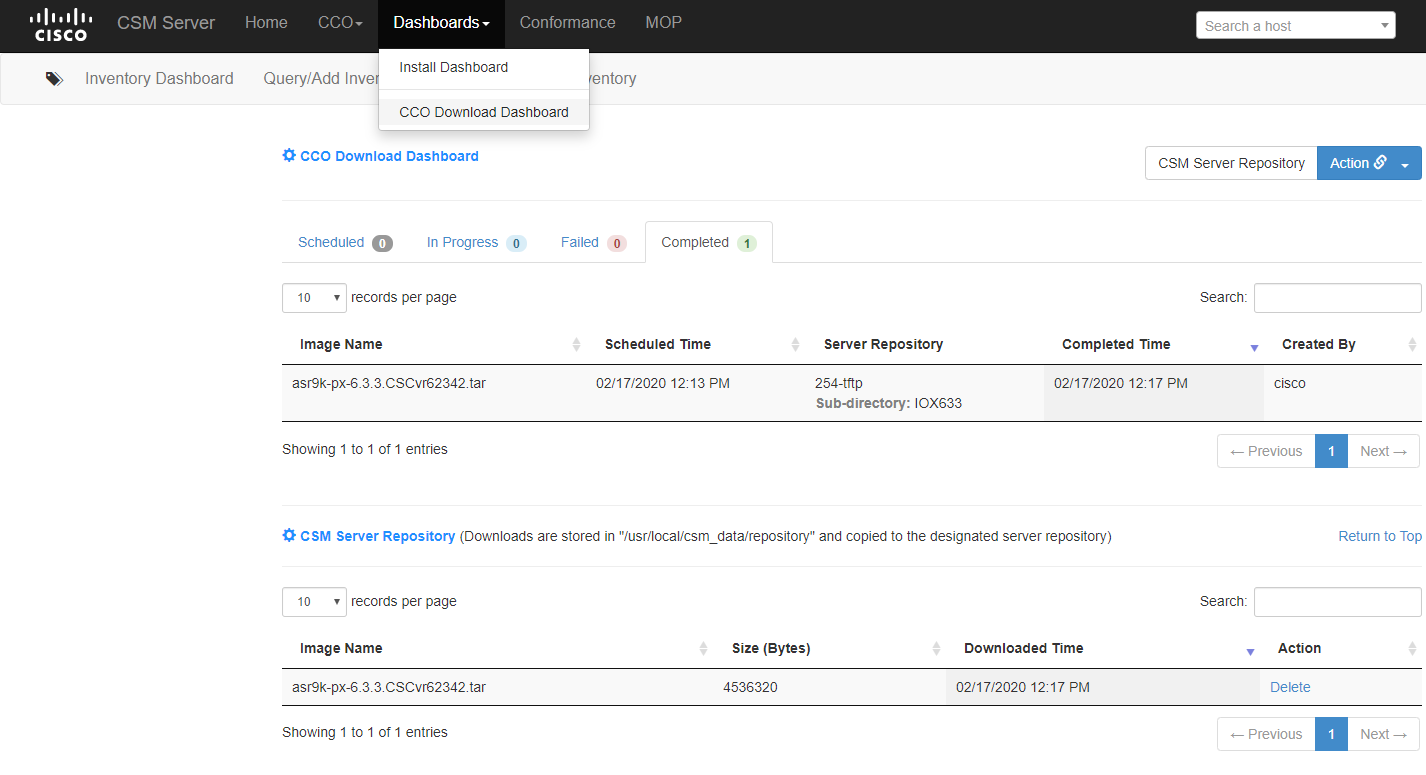 cisco CSM Server Home CCO Dashboards Conformance MOP Search a host
Install Dashboard
Inventory Dashboard Query/Add Inver ventory
CCO Download Dashboard
CCO Download Dashboard CSM Server Repository Action
Scheduled 0 In Progress 0 Failed 0 Completed 1
10 records per page Search:
Image Name Scheduled Time Server Repository Completed Time Created By
asr9k-px-6.3.3.CSCvr62342.tar 02/17/2020 12:13 PM 254-tftp 02/17/2020 12:17 PM cisco
Sub-directory: IOX633
Showing 1 to 1 of 1 entries ← Previous 1 Next →
CSM Server Repository (Downloads are stored in "/usr/local/csm_data/repository" and copied to the designated server repository) Return to Top
10 records per page Search:
Image Name Size (Bytes) Downloaded Time Action
asr9k-px-6.3.3.CSCvr62342.tar 4536320 02/17/2020 12:17 PM Delete
Showing 1 to 1 of 1 entries ← Previous 1 Next →